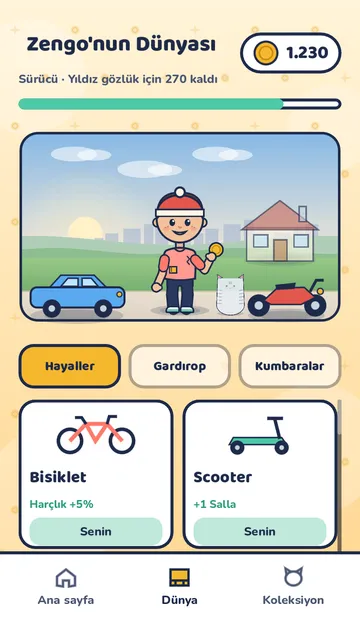 Zengo'nun Dünyası
1.230
Sürücü · Yıldız gözlük için 270 kaldı
Hayaller
Gardırop
Kumbaralar
Bisiklet
Scooter
Harçlık +5%
+1 Salla
Senin
Senin
Ana sayfa
Dünya
Koleksiyon